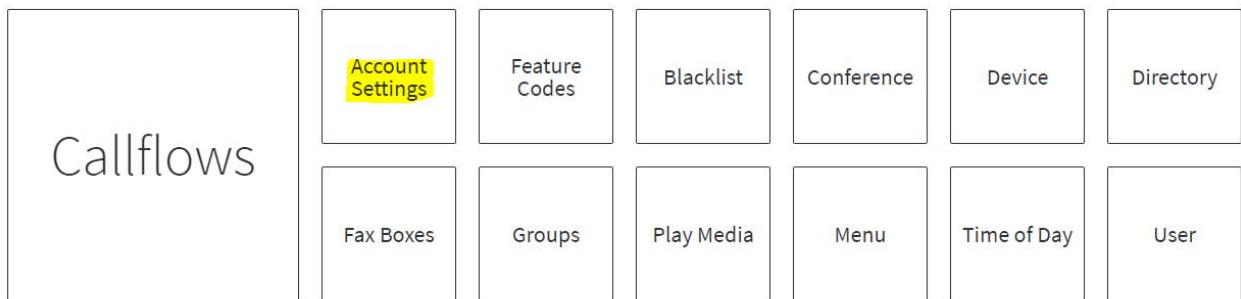 Callflows
Account
Settings
Feature
Codes
Blacklist
Conference
Device
Directory
Fax Boxes
Groups
Play Media
Menu
Time of Day
User